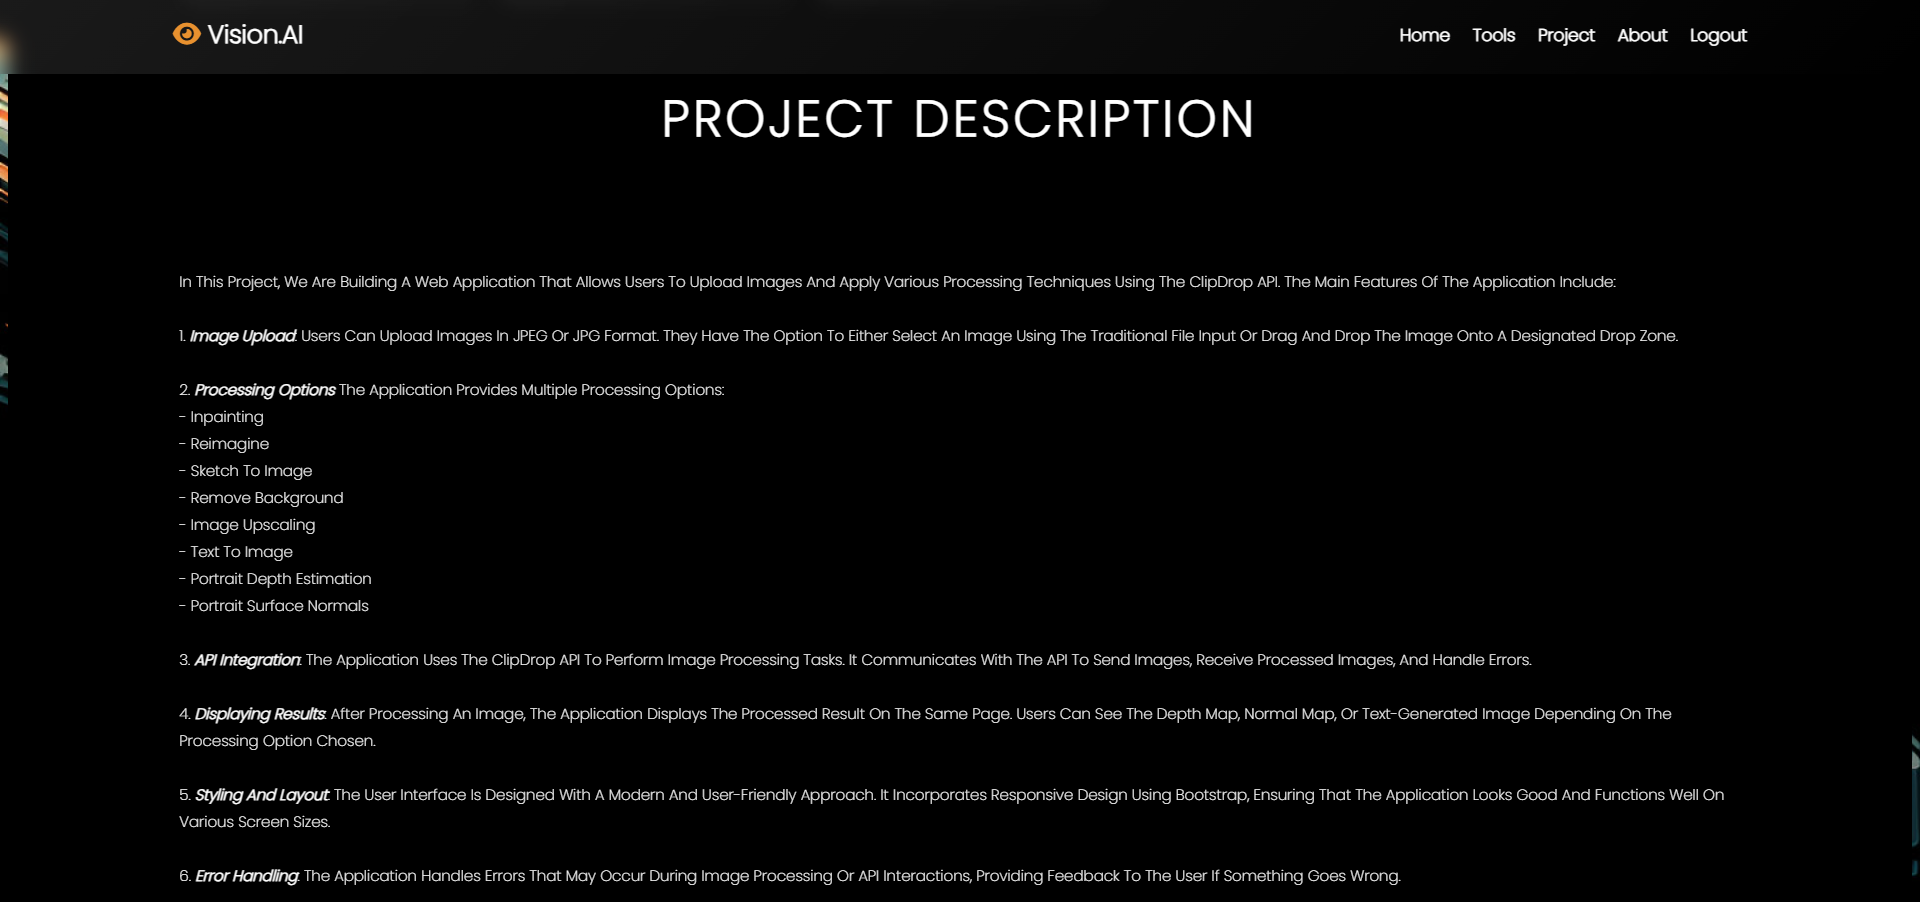 Vision.AI
Home Tools Project About Logout
PROJECT DESCRIPTION
In This Project, We Are Building A Web Application That Allows Users To Upload Images And Apply Various Processing Techniques Using The ClipDrop API. The Main Features Of The Application Include:
1. Image Upload: Users Can Upload Images In JPEG Or JPG Format. They Have The Option To Either Select An Image Using The Traditional File Input Or Drag And Drop The Image Onto A Designated Drop Zone.
2. Processing Options The Application Provides Multiple Processing Options:
- Inpainting
- Reimagine
- Sketch To Image
- Remove Background
- Image Upscaling
- Text To Image
- Portrait Depth Estimation
- Portrait Surface Normals
3. API Integration: The Application Uses The ClipDrop API To Perform Image Processing Tasks. It Communicates With The API To Send Images, Receive Processed Images, And Handle Errors.
4. Displaying Results: After Processing An Image, The Application Displays The Processed Result On The Same Page. Users Can See The Depth Map, Normal Map, Or Text-Generated Image Depending On The
Processing Option Chosen.
5. Styling And Layout: The User Interface Is Designed With A Modern And User-Friendly Approach. It Incorporates Responsive Design Using Bootstrap, Ensuring That The Application Looks Good And Functions Well On
Various Screen Sizes.
6. Error Handling: The Application Handles Errors That May Occur During Image Processing Or API Interactions, Providing Feedback To The User If Something Goes Wrong.